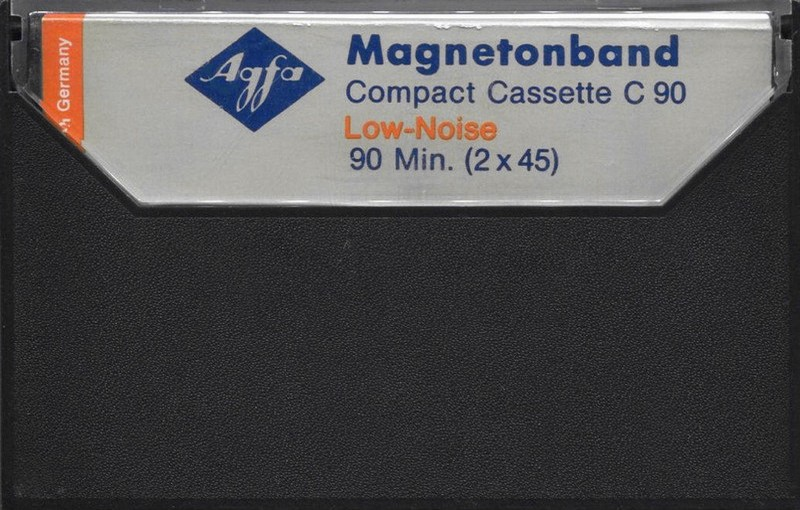 Germany
Agfa
Magnetonband
Compact Cassette C 90
Low-Noise
90 Min. (2 x 45)